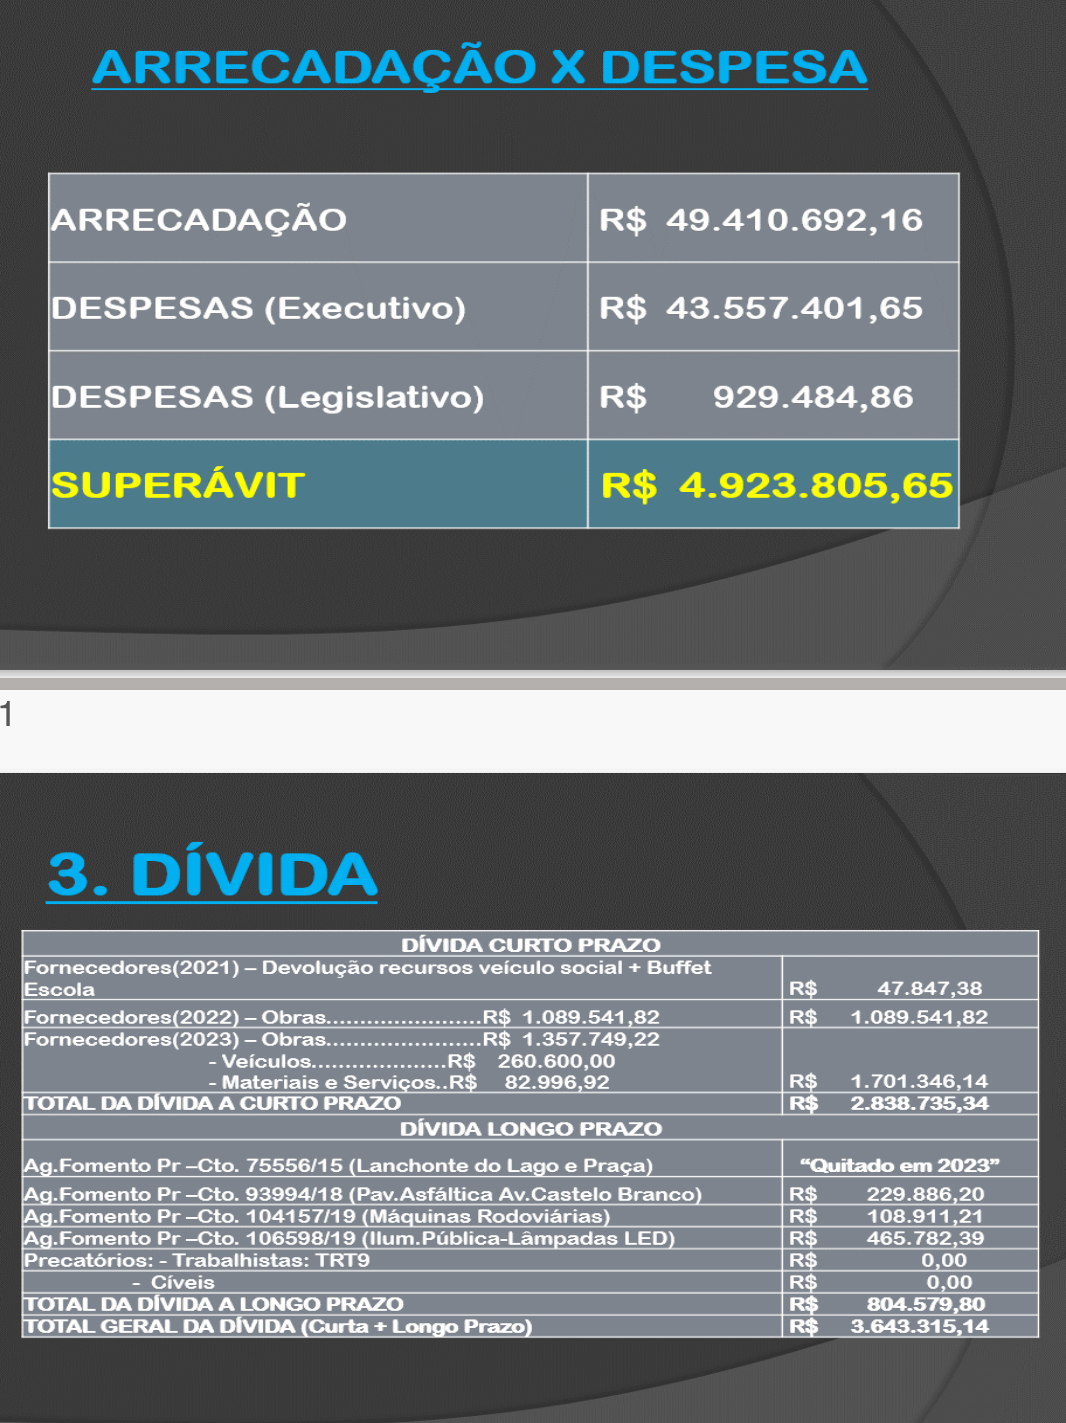 ARRECADAÇÃO X DESPESA
ARRECADAÇÃO R$ 49.410.692,16
DESPESAS (Executivo) R$ 43.557.401,65
DESPESAS (Legislativo) R$ 929.484,86
SUPERÁVIT R$ 4.923.805,65
1
3. DÍVIDA
DÍVIDA CURTO PRAZO
Fornecedores(2021) – Devolução recursos veículo social + Buffet
Escola R$ 47.847,38
Fornecedores(2022) – Obras.......................R$ 1.089.541,82 R$ 1.089.541,82
Fornecedores(2023) – Obras.......................R$ 1.357.749,22
- Veículos....................R$ 260.600,00
- Materiais e Serviços..R$ 82.996,92 R$ 1.701.346,14
TOTAL DA DÍVIDA A CURTO PRAZO R$ 2.838.735,34
DÍVIDA LONGO PRAZO
Ag.Fomento Pr –Cto. 75556/15 (Lanchonte do Lago e Praça) “Quitado em 2023”
Ag.Fomento Pr –Cto. 93994/18 (Pav.Asfáltica Av.Castelo Branco) R$ 229.886,20
Ag.Fomento Pr –Cto. 104157/19 (Máquinas Rodoviárias) R$ 108.911,21
Ag.Fomento Pr –Cto. 106598/19 (Ilum.Pública-Lâmpadas LED) R$ 465.782,39
Precatórios: - Trabalhistas: TRT9 R$ 0,00
- Cíveis R$ 0,00
TOTAL DA DÍVIDA A LONGO PRAZO R$ 804.579,80
TOTAL GERAL DA DÍVIDA (Curta + Longo Prazo) R$ 3.643.315,14